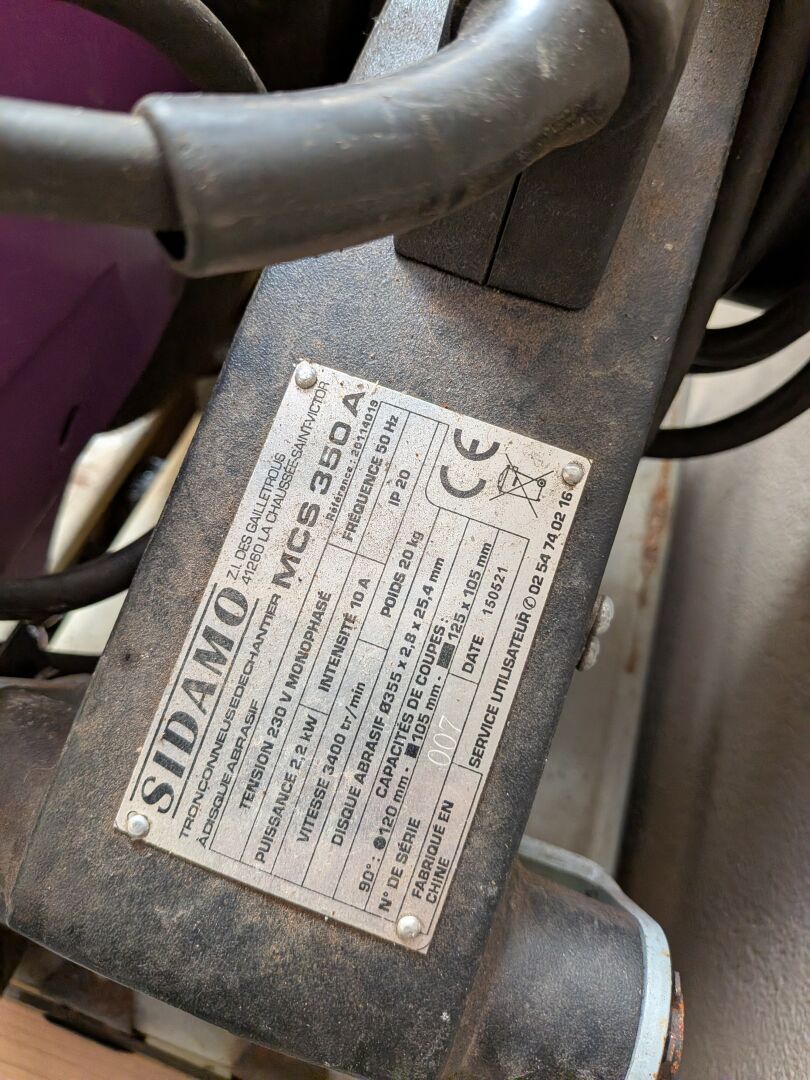 SIDAMO
Z.I. DES GAILLETROUS
41260 LA CHAUSSÉE-SAINT-VICTOR
TRONÇONNEUSE DE CHANTIER
À DISQUE ABRASIF
MCS 350 A
Référence : 20114019
TENSION 230 V MONOPHASÉ
FRÉQUENCE 50 Hz
PUISSANCE 2,2 kW
INTENSITÉ 10 A
IP 20
VITESSE 3400 tr/min
POIDS 20 kg
DISQUE ABRASIF Ø355 x 2,8 x 25,4 mm
CAPACITÉS DE COUPES :
90° : ●120 mm - ■105 mm - ■ 125 x 105 mm
N° DE SÉRIE
007
DATE 150521
FABRIQUÉ EN
CHINE
SERVICE UTILISATEUR ✆ 02 54 74 02 16
CE